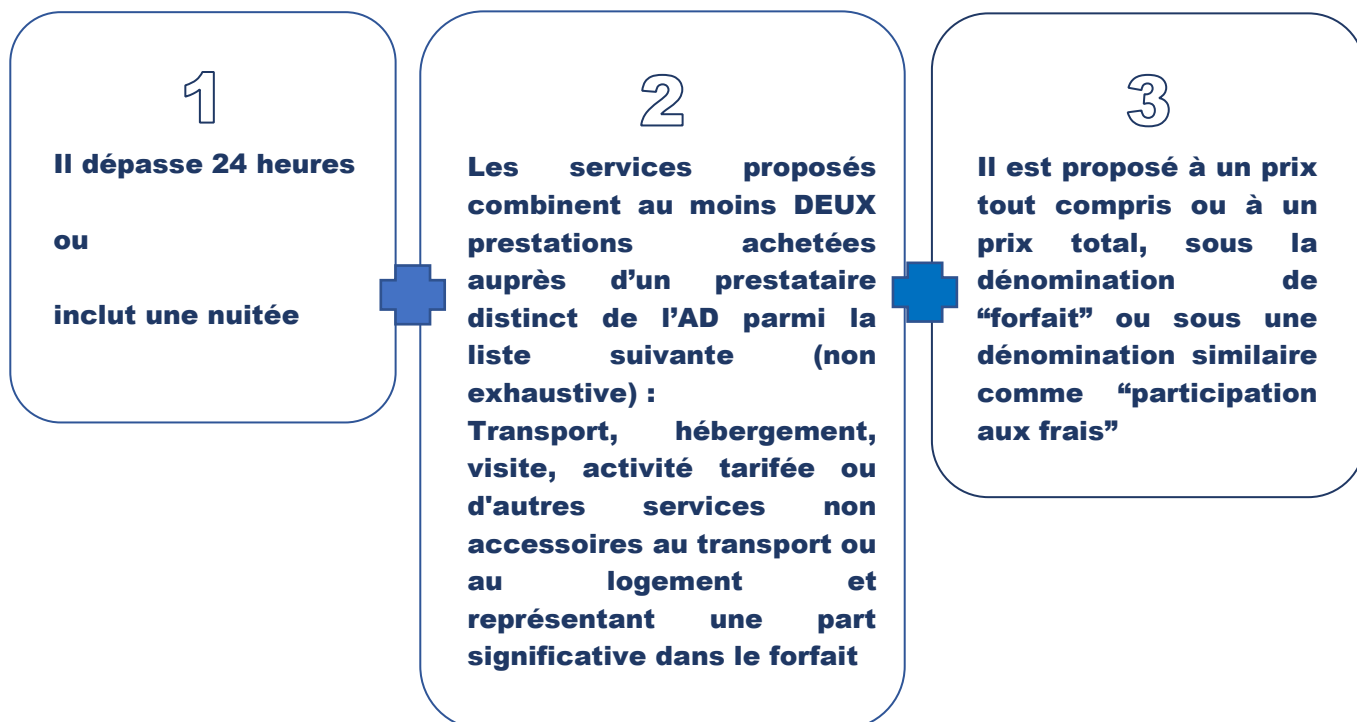 1
Il dépasse 24 heures
ou
inclut une nuitée
2
Les services proposés
combinent au moins DEUX
prestations achetées
auprès d’un prestataire
distinct de l’AD parmi la
liste suivante (non
exhaustive) :
Transport, hébergement,
visite, activité tarifée ou
d'autres services non
accessoires au transport ou
au logement et
représentant une part
significative dans le forfait
3
Il est proposé à un prix
tout compris ou à un
prix total, sous la
dénomination de
“forfait” ou sous une
dénomination similaire
comme “participation
aux frais”